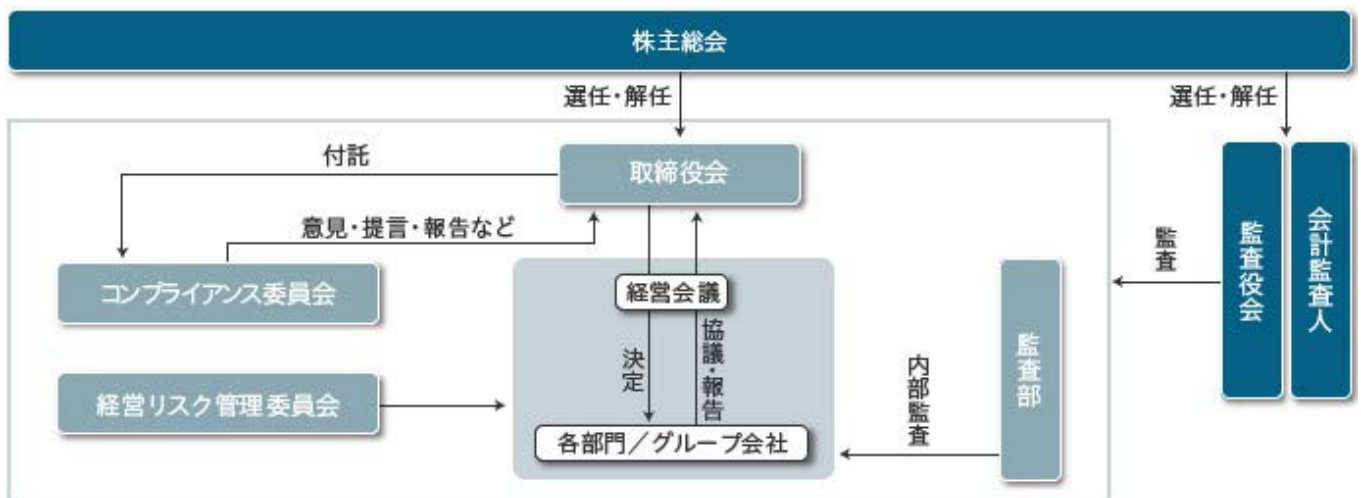 株主総会
選任・解任
選任・解任
付託
取締役会
意見・提言・報告など
コンプライアンス委員会
経営会議
決定
協議・報告
経営リスク管理委員会
各部門／グループ会社
内部監査
監査部
監査
監査役会
会計監査人